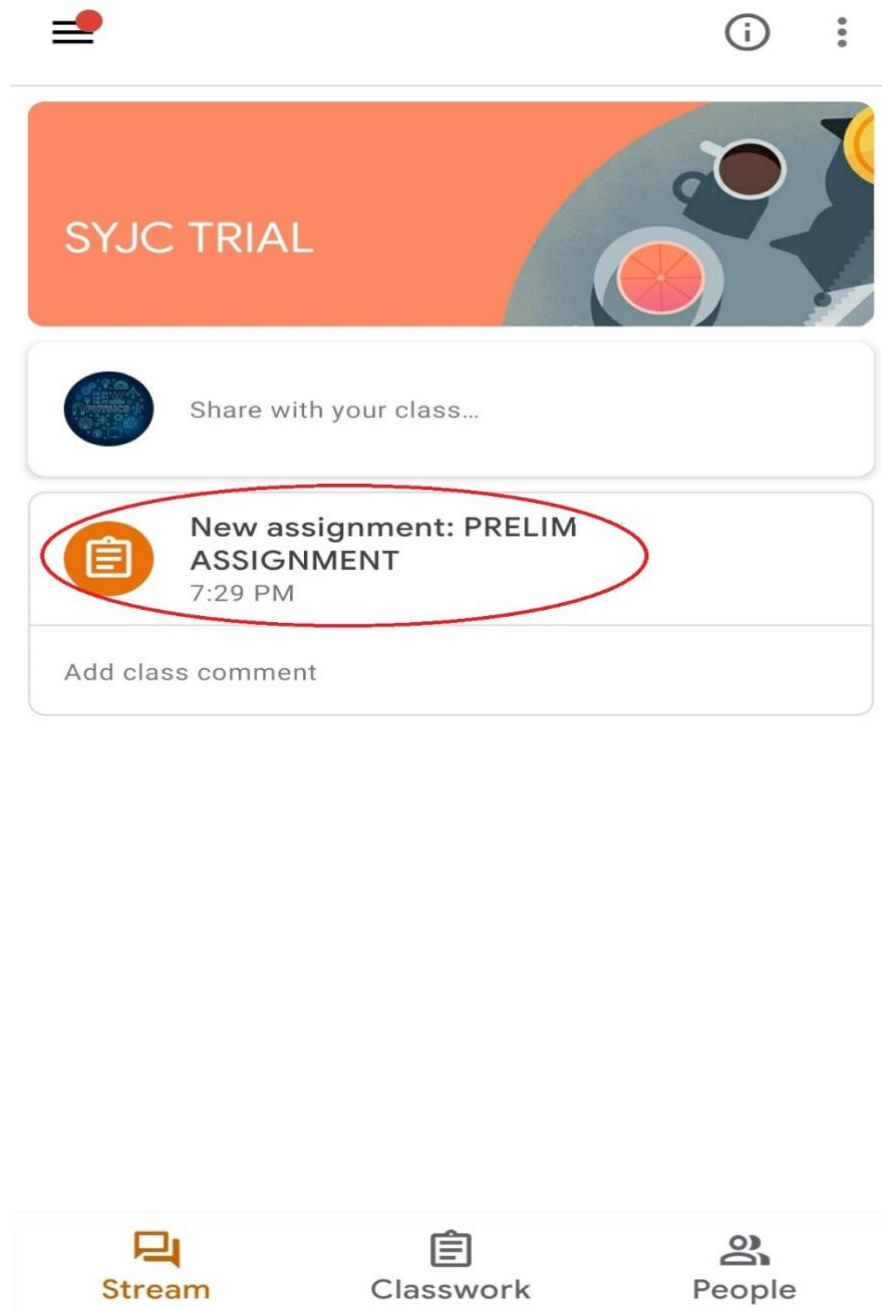 SYJC TRIAL
Share with your class...
New assignment: PRELIM
ASSIGNMENT
7:29 PM
Add class comment
Stream
Classwork
People